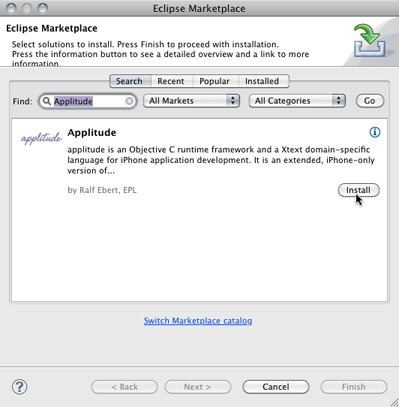 Eclipse Marketplace
Eclipse Marketplace
Select solutions to install. Press Finish to proceed with installation.
Press the information button to see a detailed overview and a link to more
information.
Search Recent Popular Installed
Find: Applitude All Markets All Categories Go
applitude
Applitude
applitude is an Objective C runtime framework and a Xtext domain-specific
language for iPhone application development. It is an extended, iPhone-only
version of...
by Ralf Ebert, EPL
Install
Switch Marketplace catalog
? < Back Next > Cancel Finish